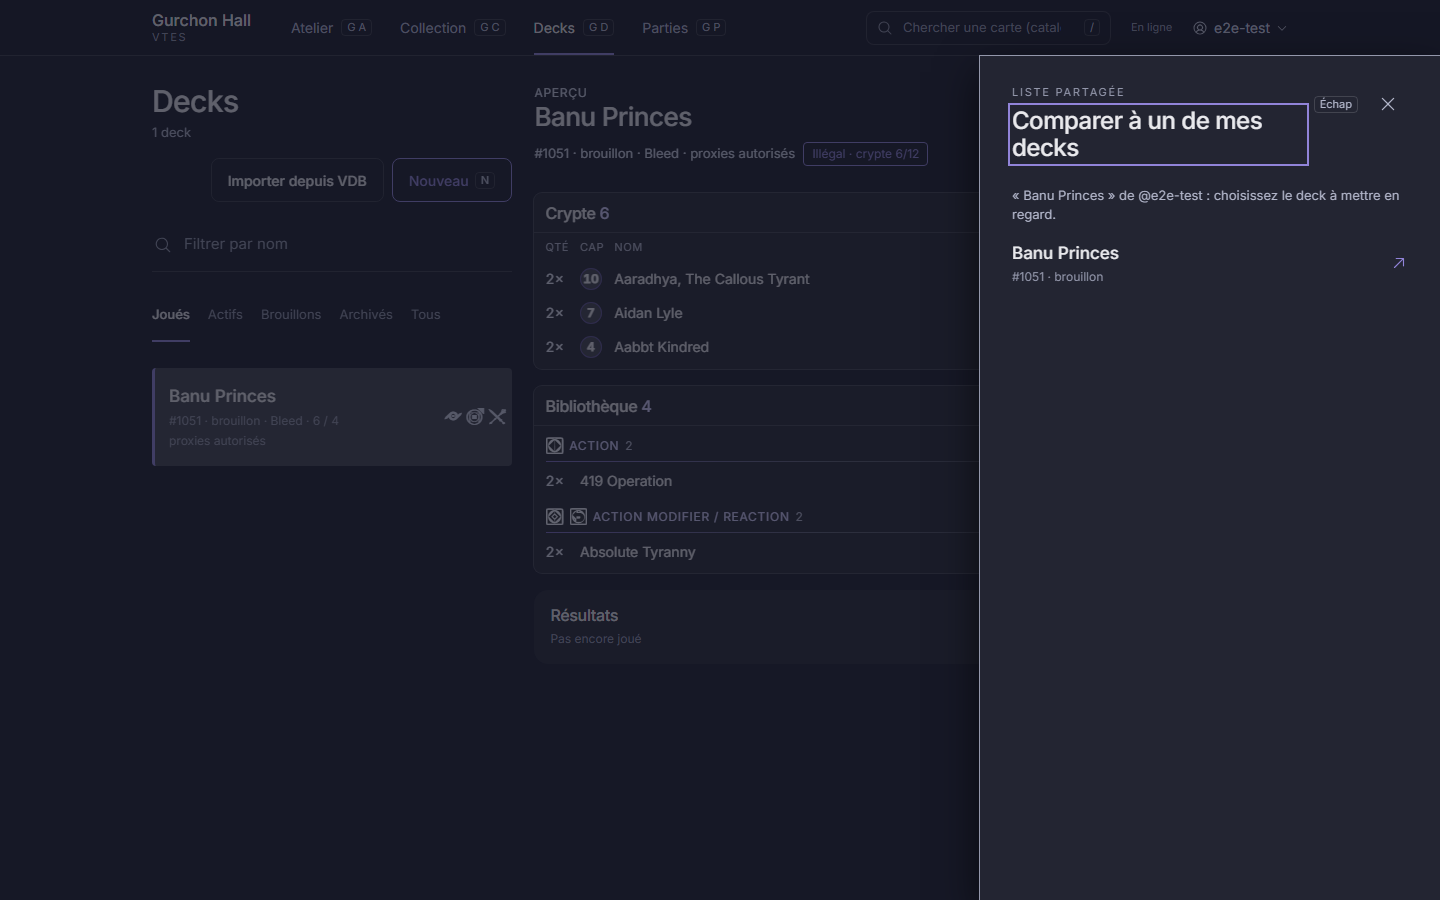 Gurchon Hall
VTES
Atelier G A
Collection G C
Decks G D
Parties G P
Chercher une carte (catal /
En ligne
e2e-test
Decks
1 deck
Importer depuis VDB
Nouveau N
Filtrer par nom
Joués Actifs Brouillons Archivés Tous
Banu Princes
#1051 · brouillon · Bleed · 6 / 4
proxies autorisés
APERÇU
Banu Princes
#1051 · brouillon · Bleed · proxies autorisés Illégal · crypte 6/12
Crypte 6
QTÉ CAP NOM
2× 10 Aaradhya, The Callous Tyrant
2× 7 Aidan Lyle
2× 4 Aabbt Kindred
Bibliothèque 4
ACTION 2
2× 419 Operation
ACTION MODIFIER / REACTION 2
2× Absolute Tyranny
Résultats
Pas encore joué
LISTE PARTAGÉE
Comparer à un de mes
decks
Échap
« Banu Princes » de @e2e-test : choisissez le deck à mettre en
regard.
Banu Princes
#1051 · brouillon